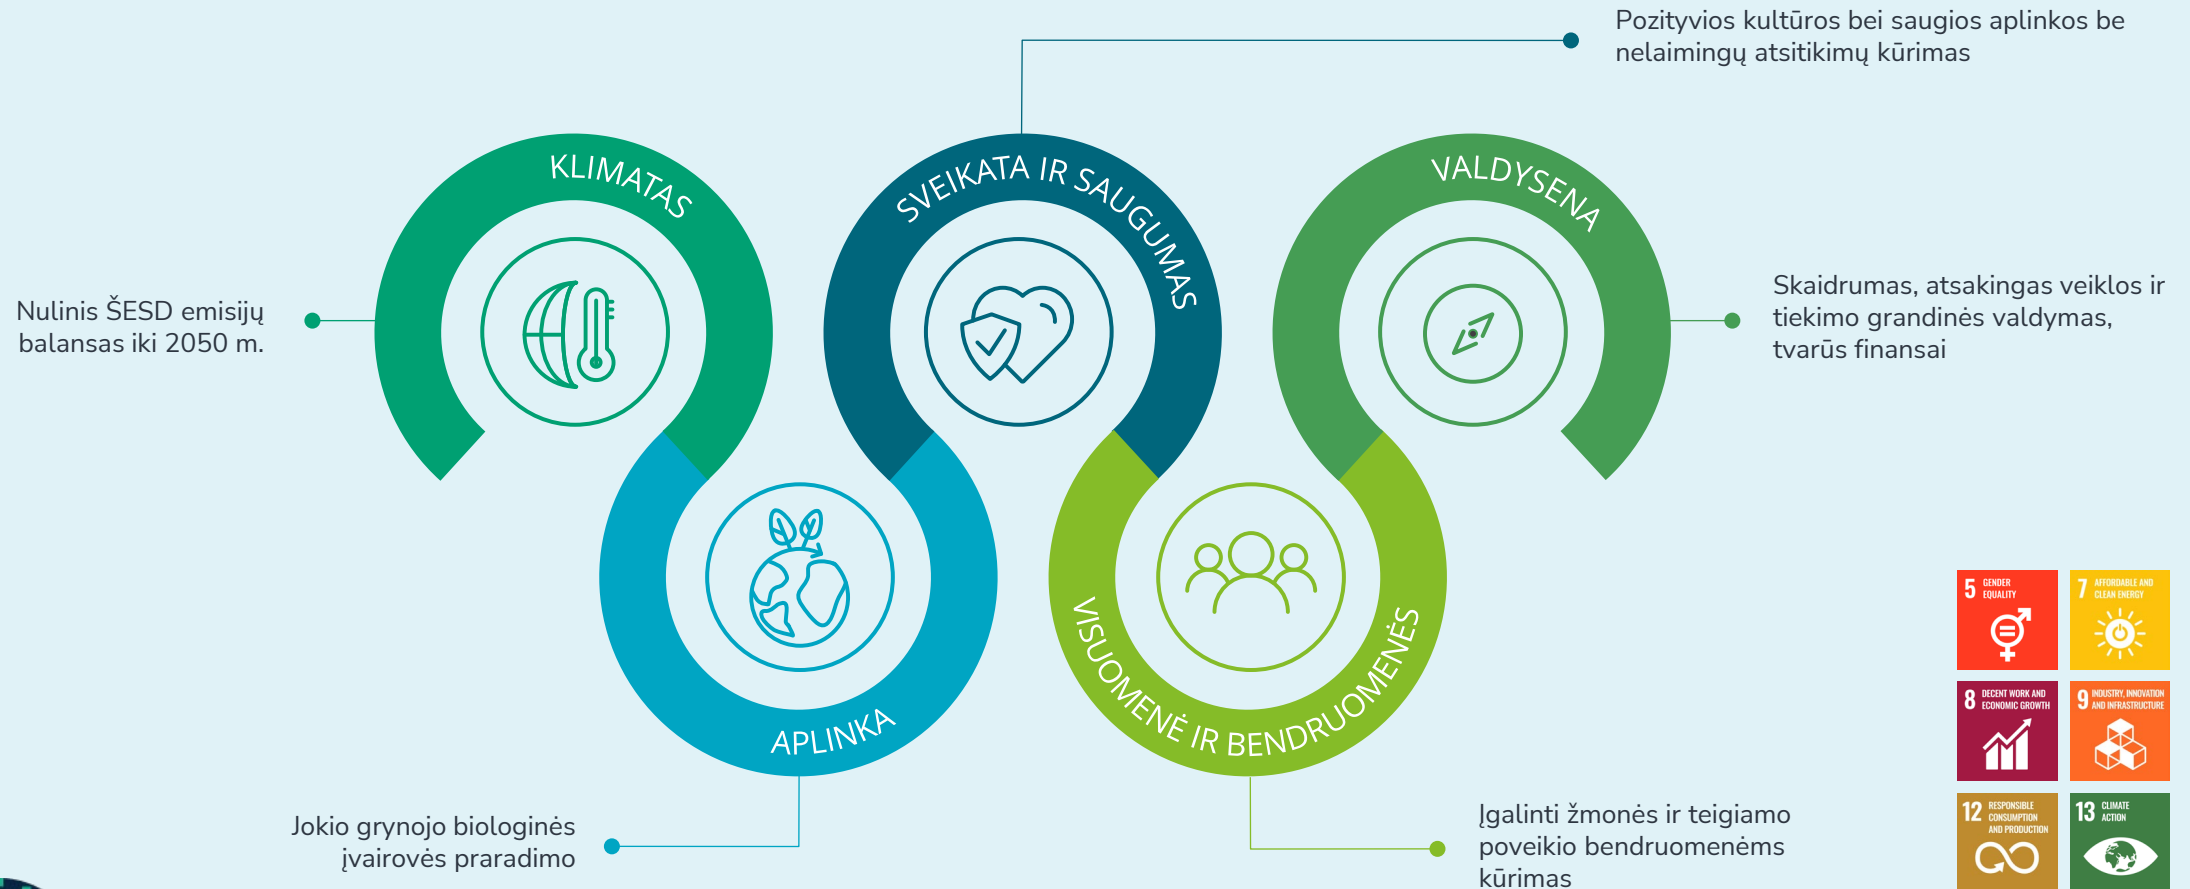 Pozityvios kultūros bei saugios aplinkos be
nelaimingų atsitikimų kūrimas
KLIMATAS
SVEIKATA IR SAUGUMAS
VALDYSENA
Nulinis ŠESD emisijų
balansas iki 2050 m.
Skaidrumas, atsakingas veiklos ir
tiekimo grandinės valdymas,
tvarūs finansai
APLINKA
VISUOMENĖ IR BENDRUOMENĖS
Jokio grynojo biologinės
įvairovės praradimo
Įgalinti žmonės ir teigiamo
poveikio bendruomenėms
kūrimas
5 GENDER
EQUALITY
7 AFFORDABLE AND
CLEAN ENERGY
8 DECENT WORK AND
ECONOMIC GROWTH
9 INDUSTRY, INNOVATION
AND INFRASTRUCTURE
12 RESPONSIBLE
CONSUMPTION
AND PRODUCTION
13 CLIMATE
ACTION